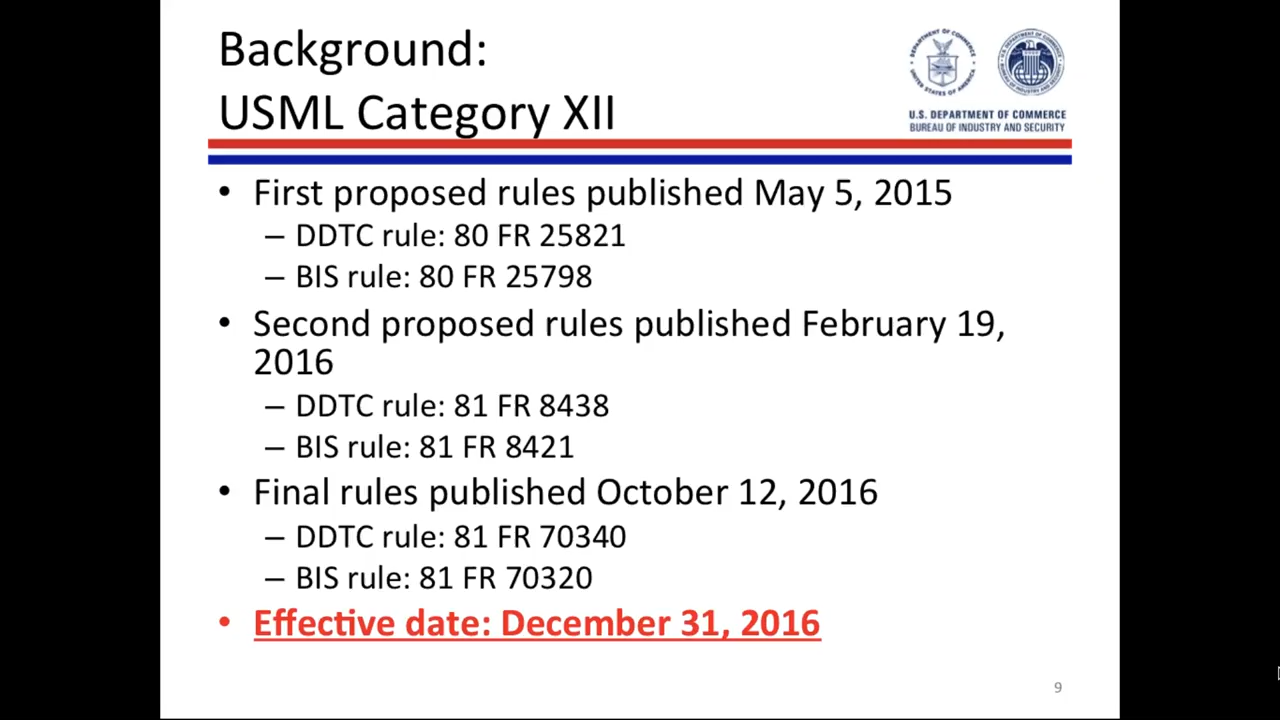 Background:
USML Category XII
U.S. DEPARTMENT OF COMMERCE
BUREAU OF INDUSTRY AND SECURITY
• First proposed rules published May 5, 2015
– DDTC rule: 80 FR 25821
– BIS rule: 80 FR 25798
• Second proposed rules published February 19,
2016
– DDTC rule: 81 FR 8438
– BIS rule: 81 FR 8421
• Final rules published October 12, 2016
– DDTC rule: 81 FR 70340
– BIS rule: 81 FR 70320
• Effective date: December 31, 2016
9